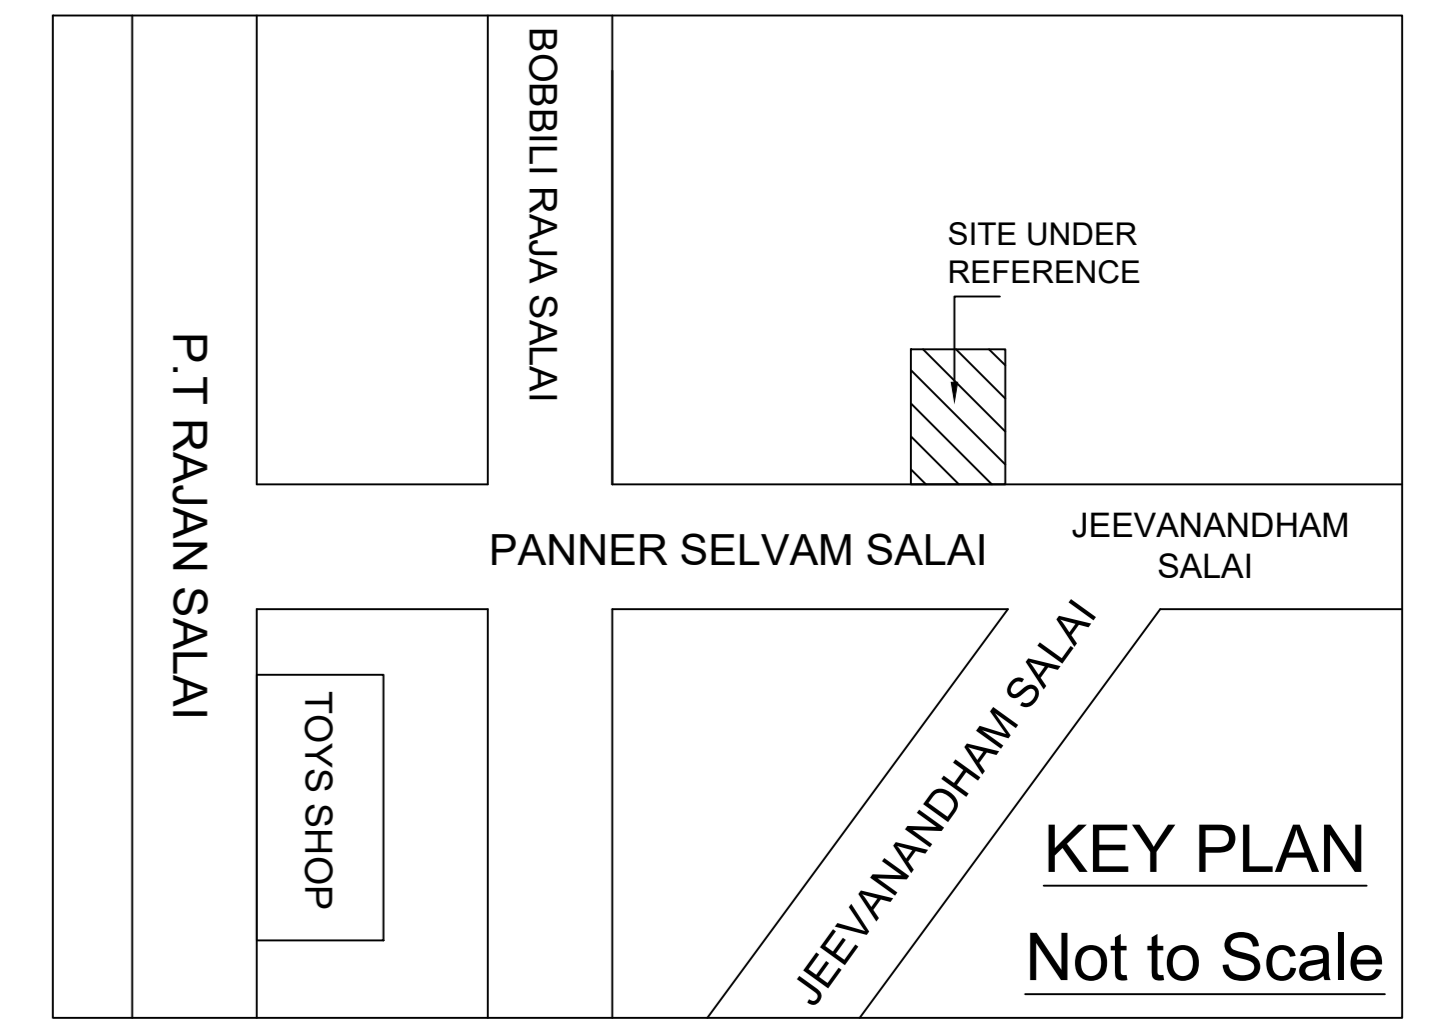 BOBBILI RAJA SALAI
SITE UNDER
REFERENCE
P.T RAJAN SALAI
PANNER SELVAM SALAI
JEEVANANDHAM
SALAI
JEEVANANDHAM SALAI
TOYS SHOP
KEY PLAN
Not to Scale